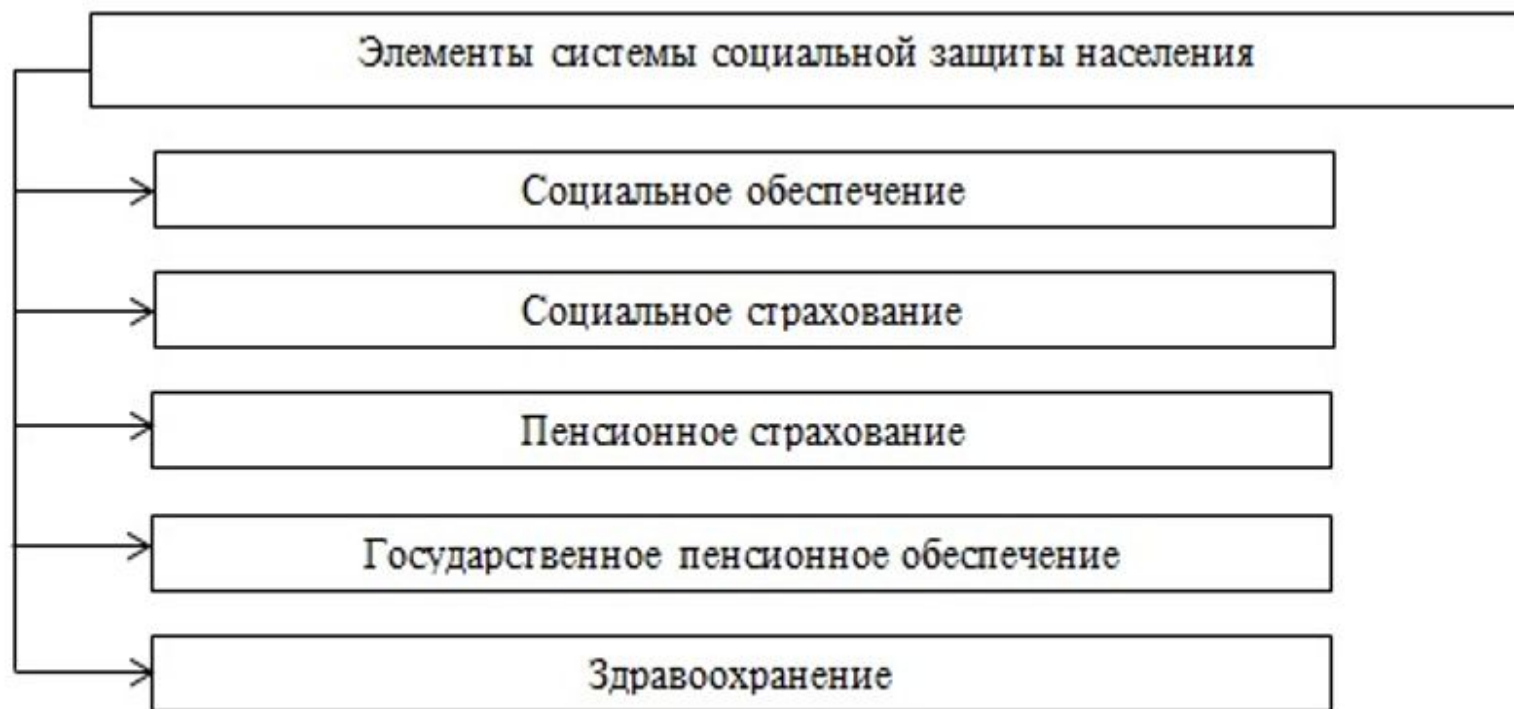 Элементы системы социальной защиты населения
Социальное обеспечение
Социальное страхование
Пенсионное страхование
Государственное пенсионное обеспечение
Здравоохранение